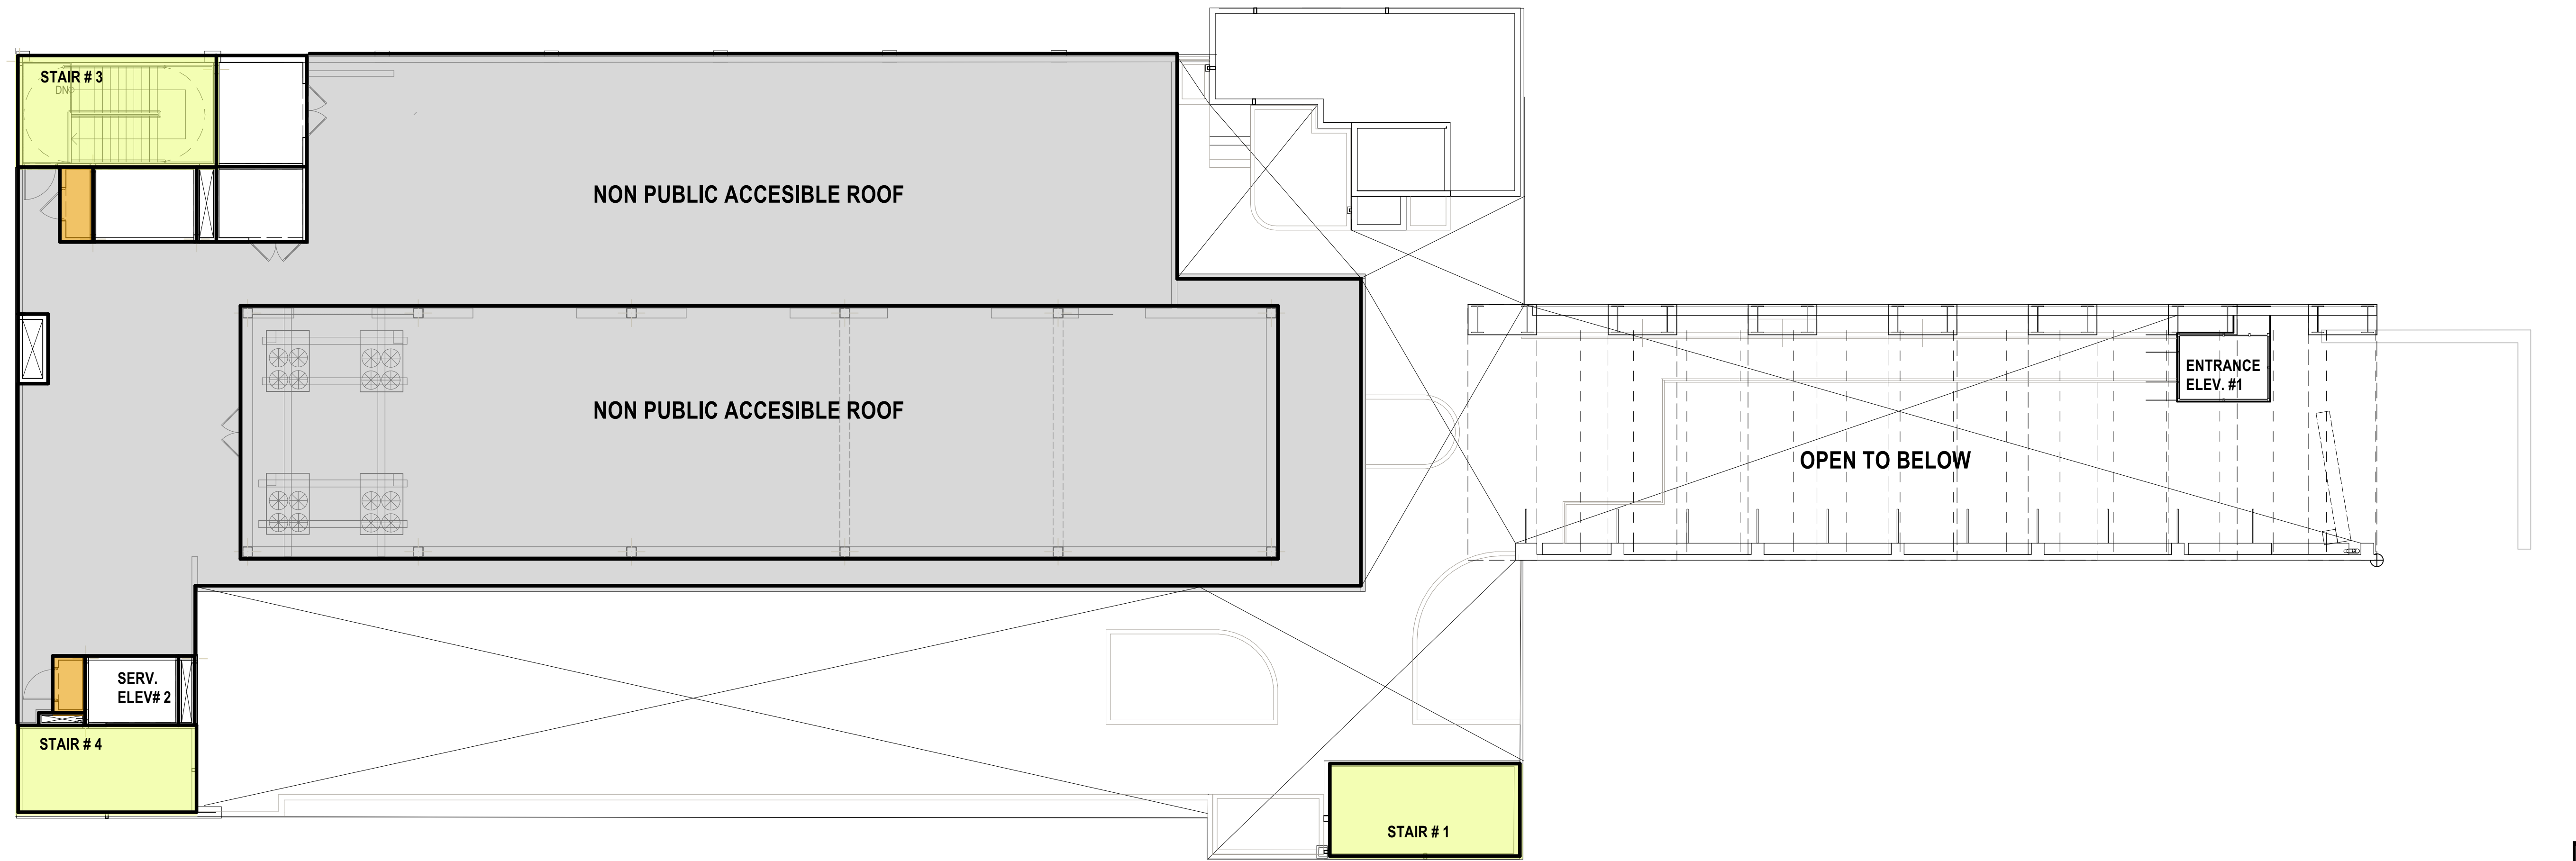 STAIR # 3
DN
NON PUBLIC ACCESIBLE ROOF
ENTRANCE
ELEV. #1
NON PUBLIC ACCESIBLE ROOF
OPEN TO BELOW
SERV.
ELEV# 2
STAIR # 4
STAIR # 1